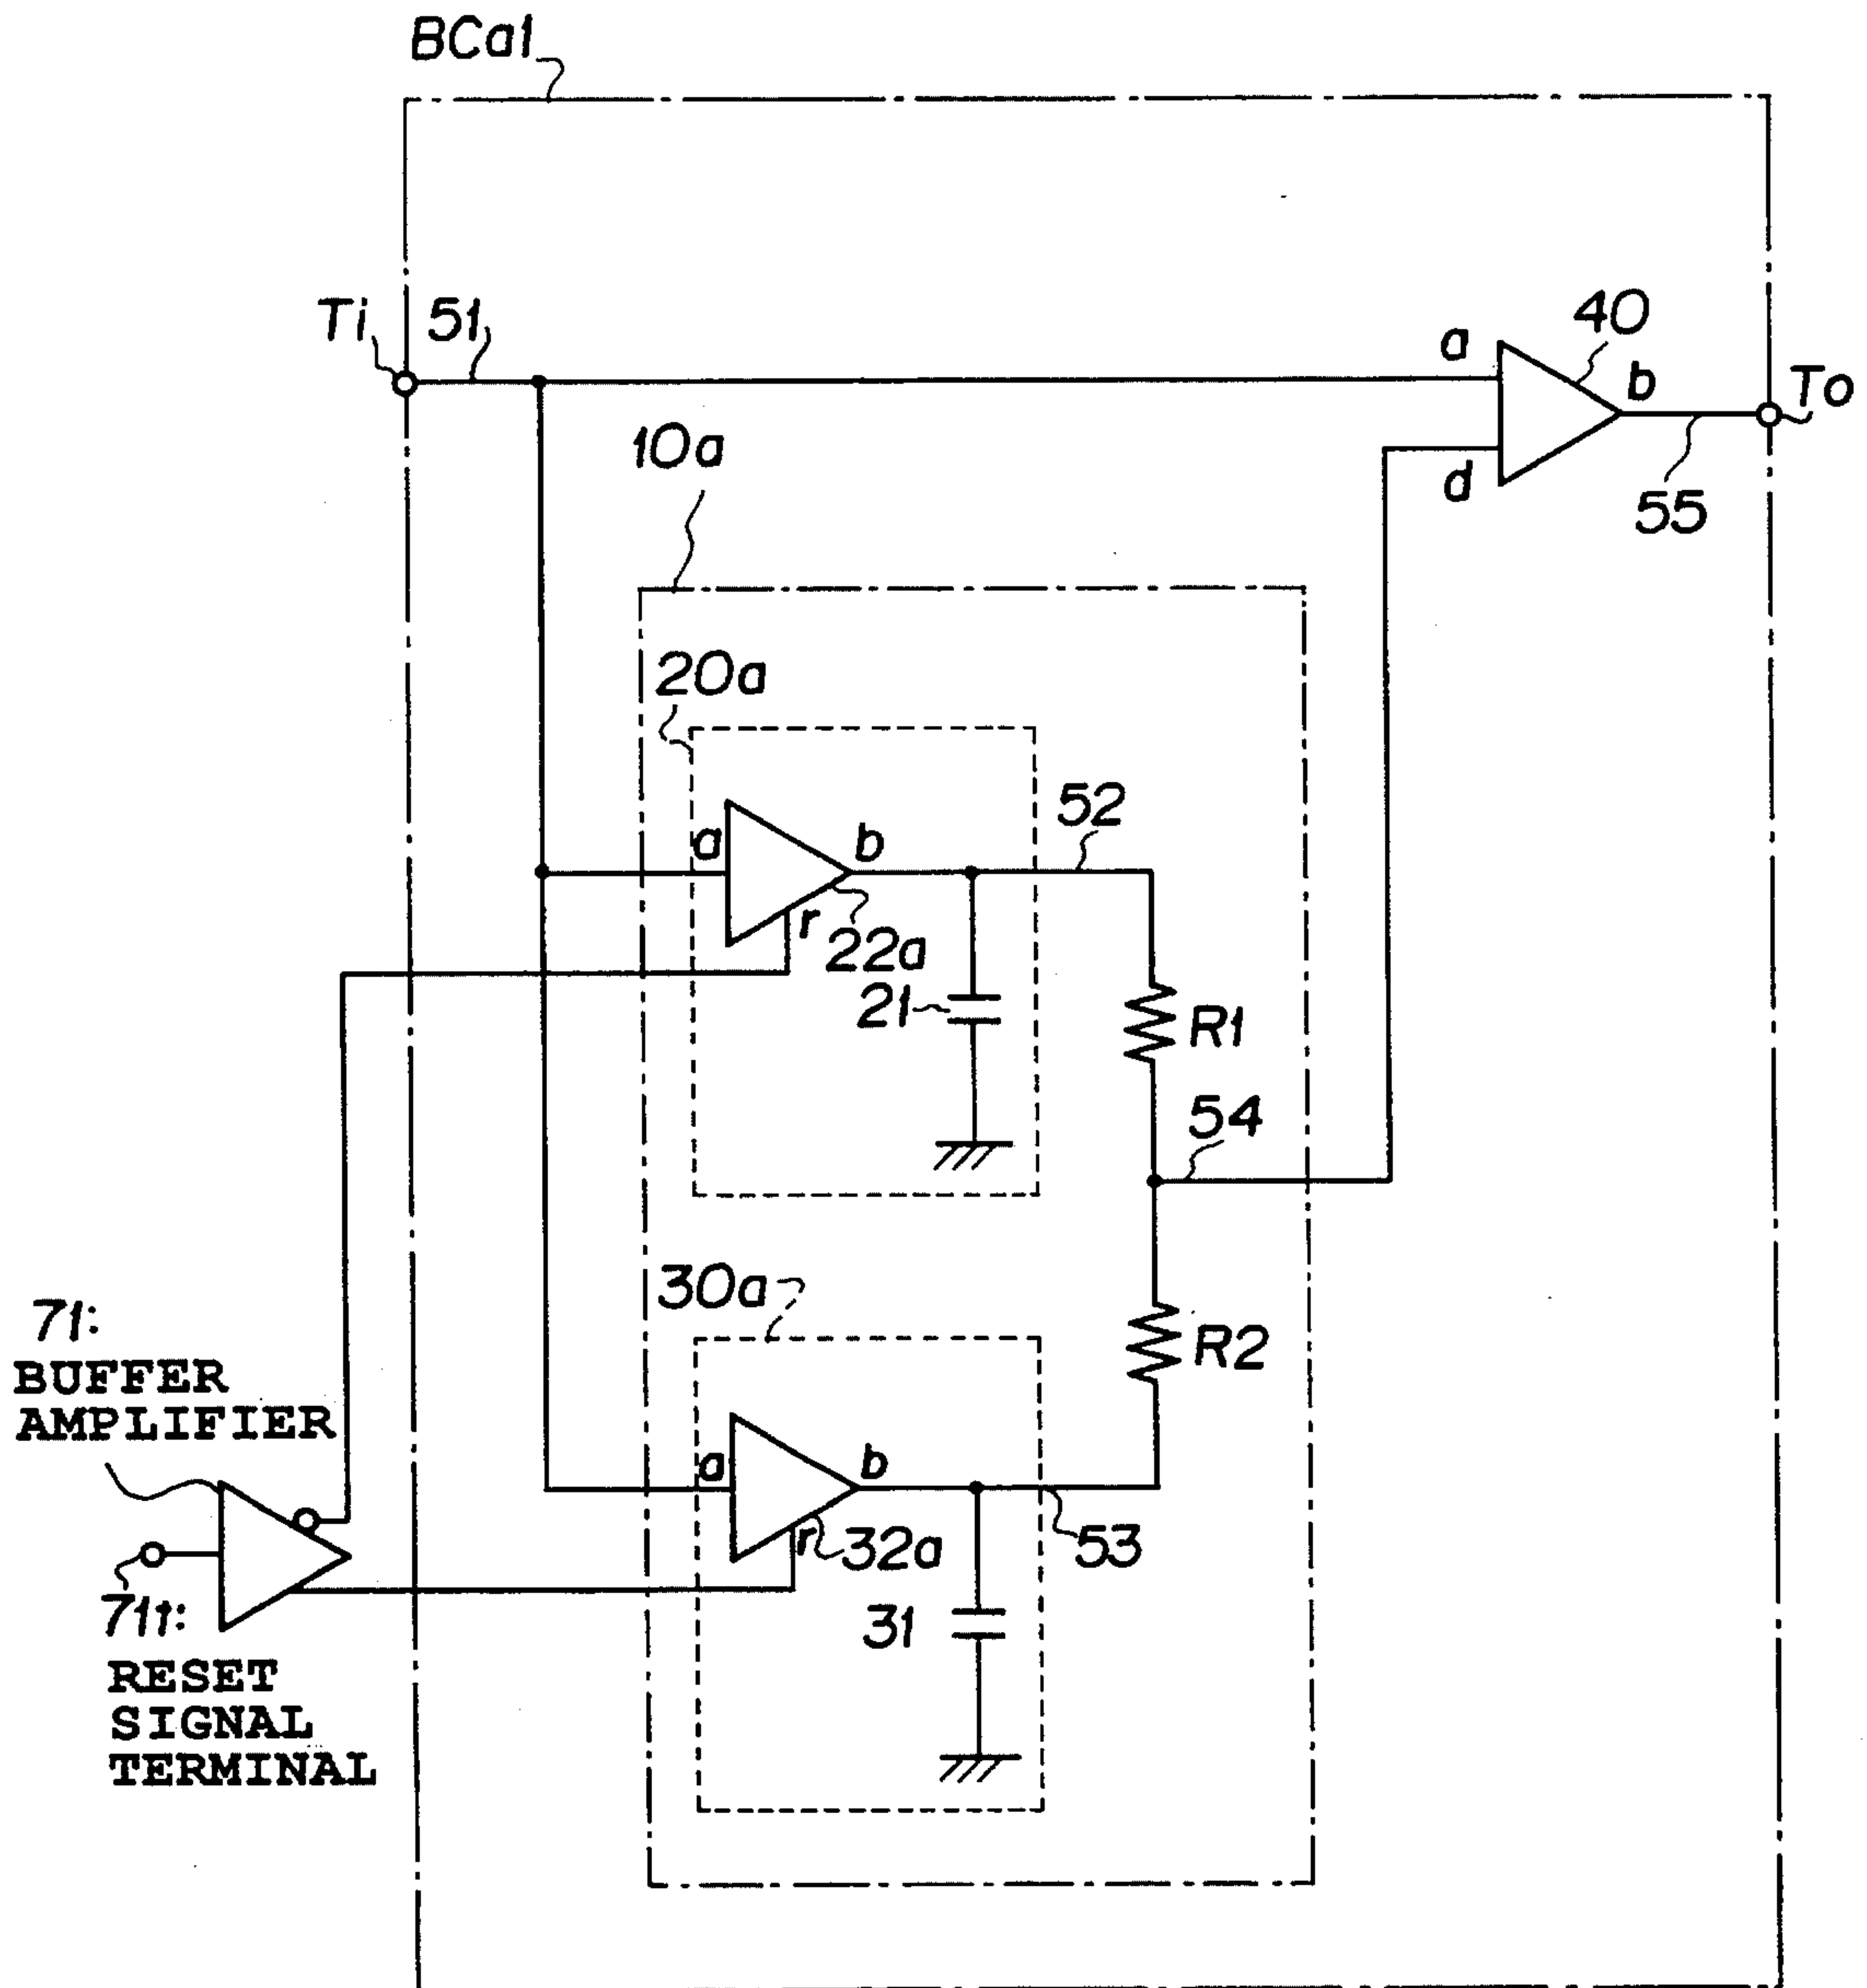 BCa1
Ti
51
a
40
b
To
10a
d
55
20a
52
a
b
r
22a
21
R1
54
30a
71:
BUFFER
AMPLIFIER
R2
a
b
r
32a
53
71t:
31
RESET
SIGNAL
TERMINAL